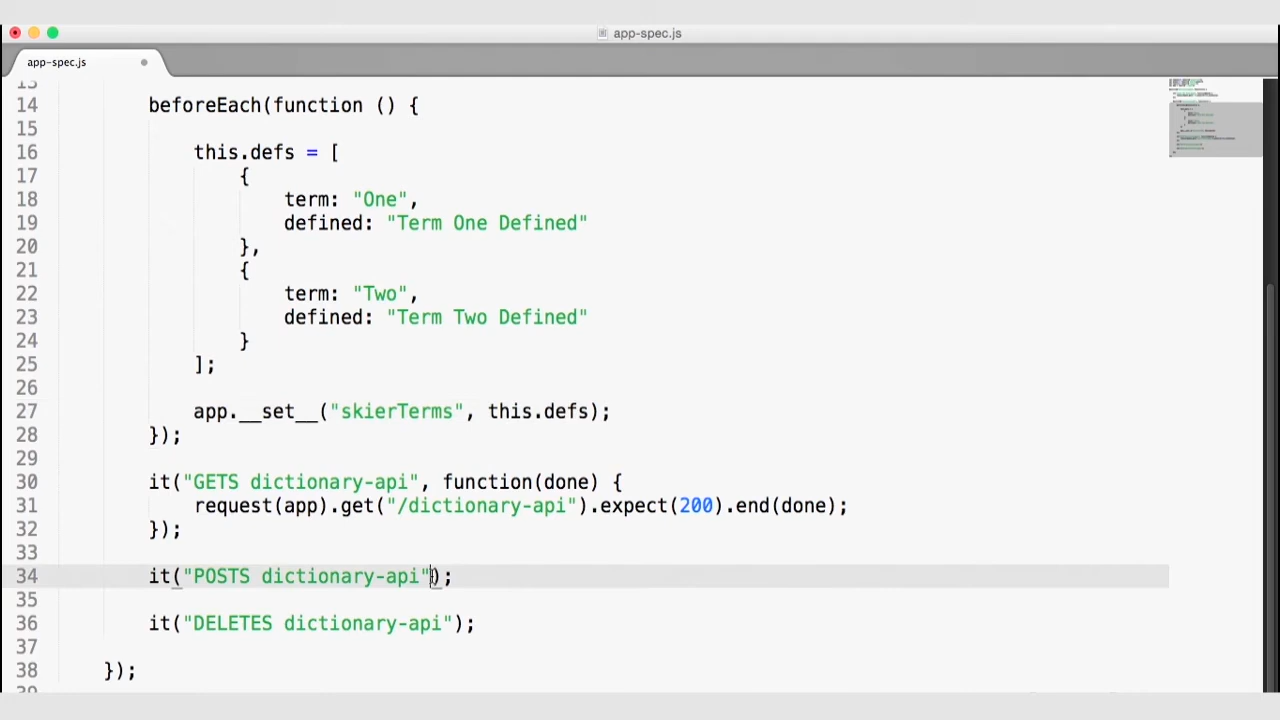 app-spec.js
app-spec.js
13
14 beforeEach(function () {
15
16 this.defs = [
17 {
18 term: "One",
19 defined: "Term One Defined"
20 },
21 {
22 term: "Two",
23 defined: "Term Two Defined"
24 }
25 ];
26
27 app.__set__("skierTerms", this.defs);
28 });
29
30 it("GETS dictionary-api", function(done) {
31 request(app).get("/dictionary-api").expect(200).end(done);
32 });
33
34 it("POSTS dictionary-api");
35
36 it("DELETES dictionary-api");
37
38 });
39